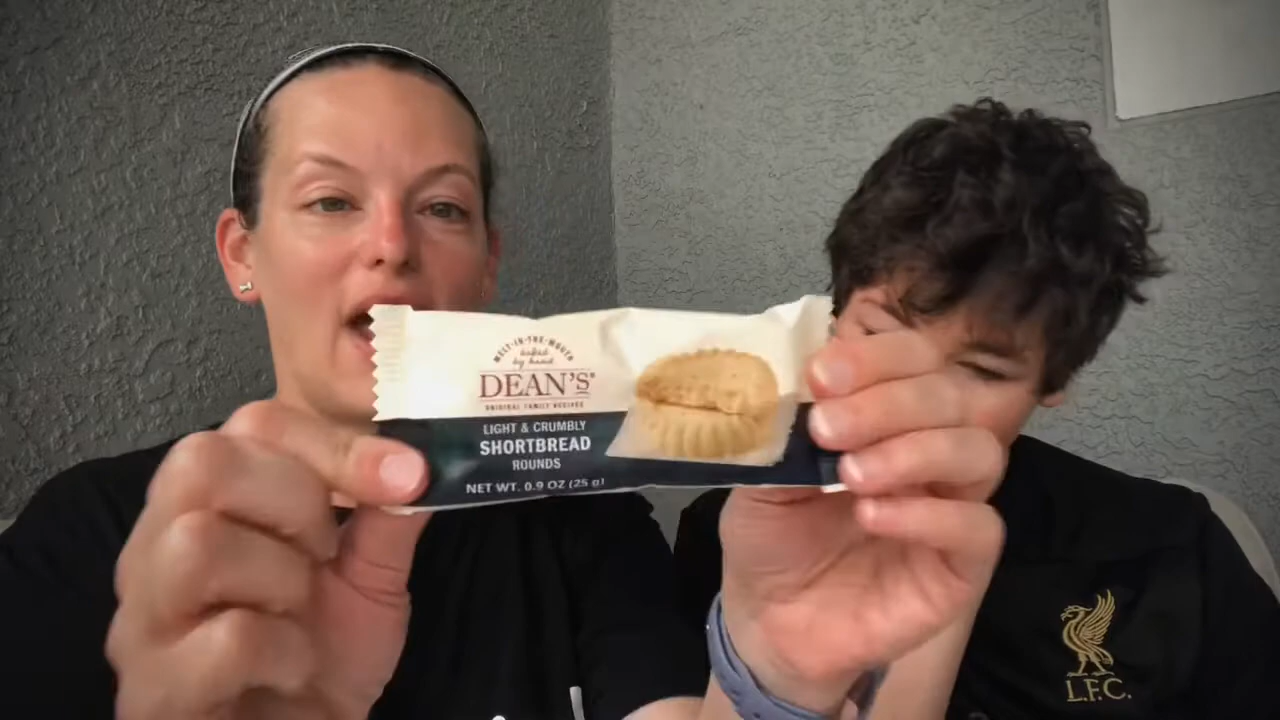 MELT-IN-THE-MOUTH
baked
by hand
DEAN'S®
ORIGINAL FAMILY RECIPES
LIGHT & CRUMBLY
SHORTBREAD
ROUNDS
NET WT. 0.9 OZ (25 g)
L.F.C.